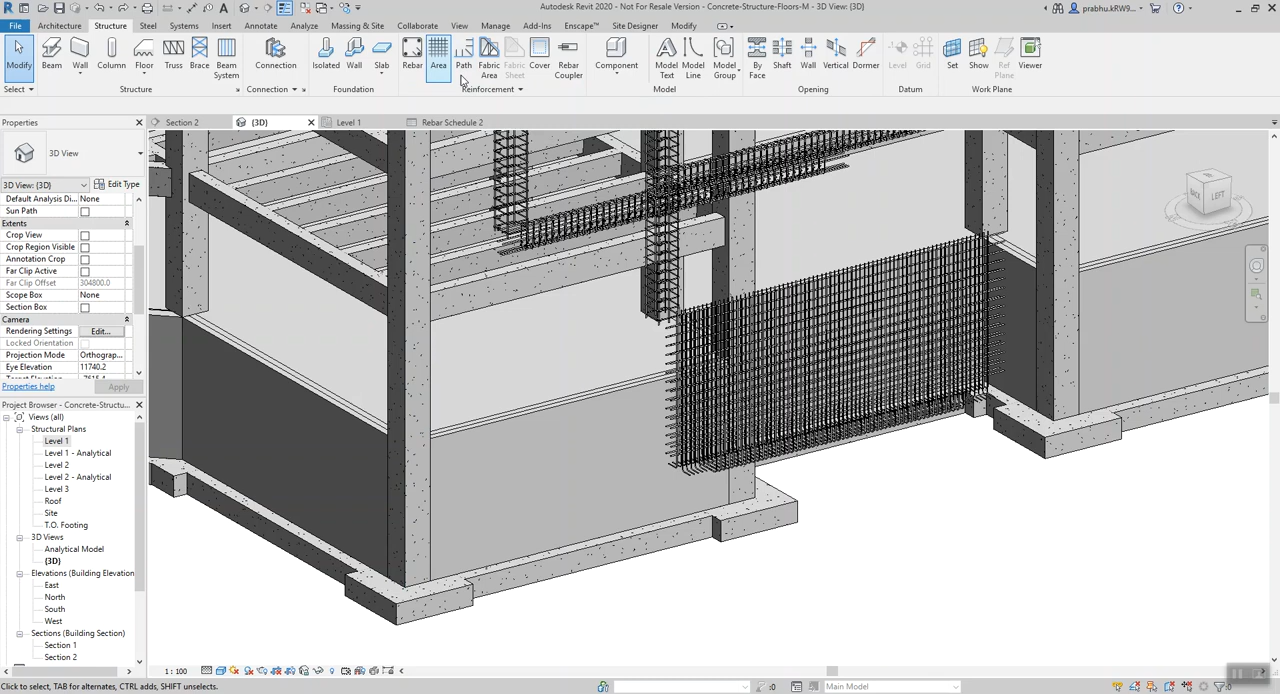 Autodesk Revit 2020 - Not For Resale Version - Concrete-Structure-Floors-M - 3D View: {3D}
prabhu.kRW9...
File Architecture Structure Steel Systems Insert Annotate Analyze Massing & Site Collaborate View Manage Add-Ins Enscape™ Site Designer Modify
Modify Beam Wall Column Floor Truss Brace Beam System Connection Isolated Wall Slab Rebar Area Path Fabric Area Fabric Sheet Cover Rebar Coupler Component Model Text Model Line Model Group By Face Shaft Wall Vertical Dormer Level Grid Set Show Ref Plane Viewer
Select Structure Connection Foundation Reinforcement Model Opening Datum Work Plane
Properties
Section 2 {3D} Level 1 Rebar Schedule 2
3D View
3D View: {3D} Edit Type
Default Analysis Di... None
Sun Path
Extents
Crop View
Crop Region Visible
Annotation Crop
Far Clip Active
Far Clip Offset 304800.0
Scope Box None
Section Box
Camera
Rendering Settings Edit...
Locked Orientation
Projection Mode Orthograp...
Eye Elevation 11740.2
Properties help Apply
Project Browser - Concrete-Structu...
Views (all)
Structural Plans
Level 1
Level 1 - Analytical
Level 2
Level 2 - Analytical
Level 3
Roof
Site
T.O. Footing
3D Views
Analytical Model
{3D}
Elevations (Building Elevation
East
North
South
West
Sections (Building Section)
Section 1
Section 2
BACK LEFT
1 : 100
Click to select, TAB for alternates, CTRL adds, SHIFT unselects.
:0 Main Model :0